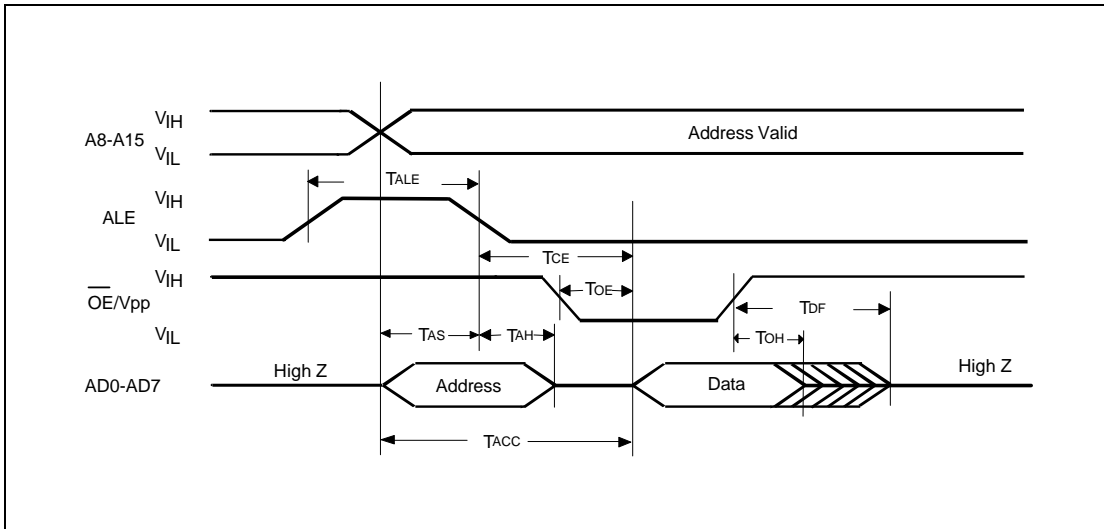 VIH
A8-A15
Address Valid
VIL
TALE
VIH
ALE
VIL
TCE
VIH
TOE
OE/Vpp
TDF
VIL
TAS
TAH
TOH
High Z
High Z
AD0-AD7
Address
Data
TACC